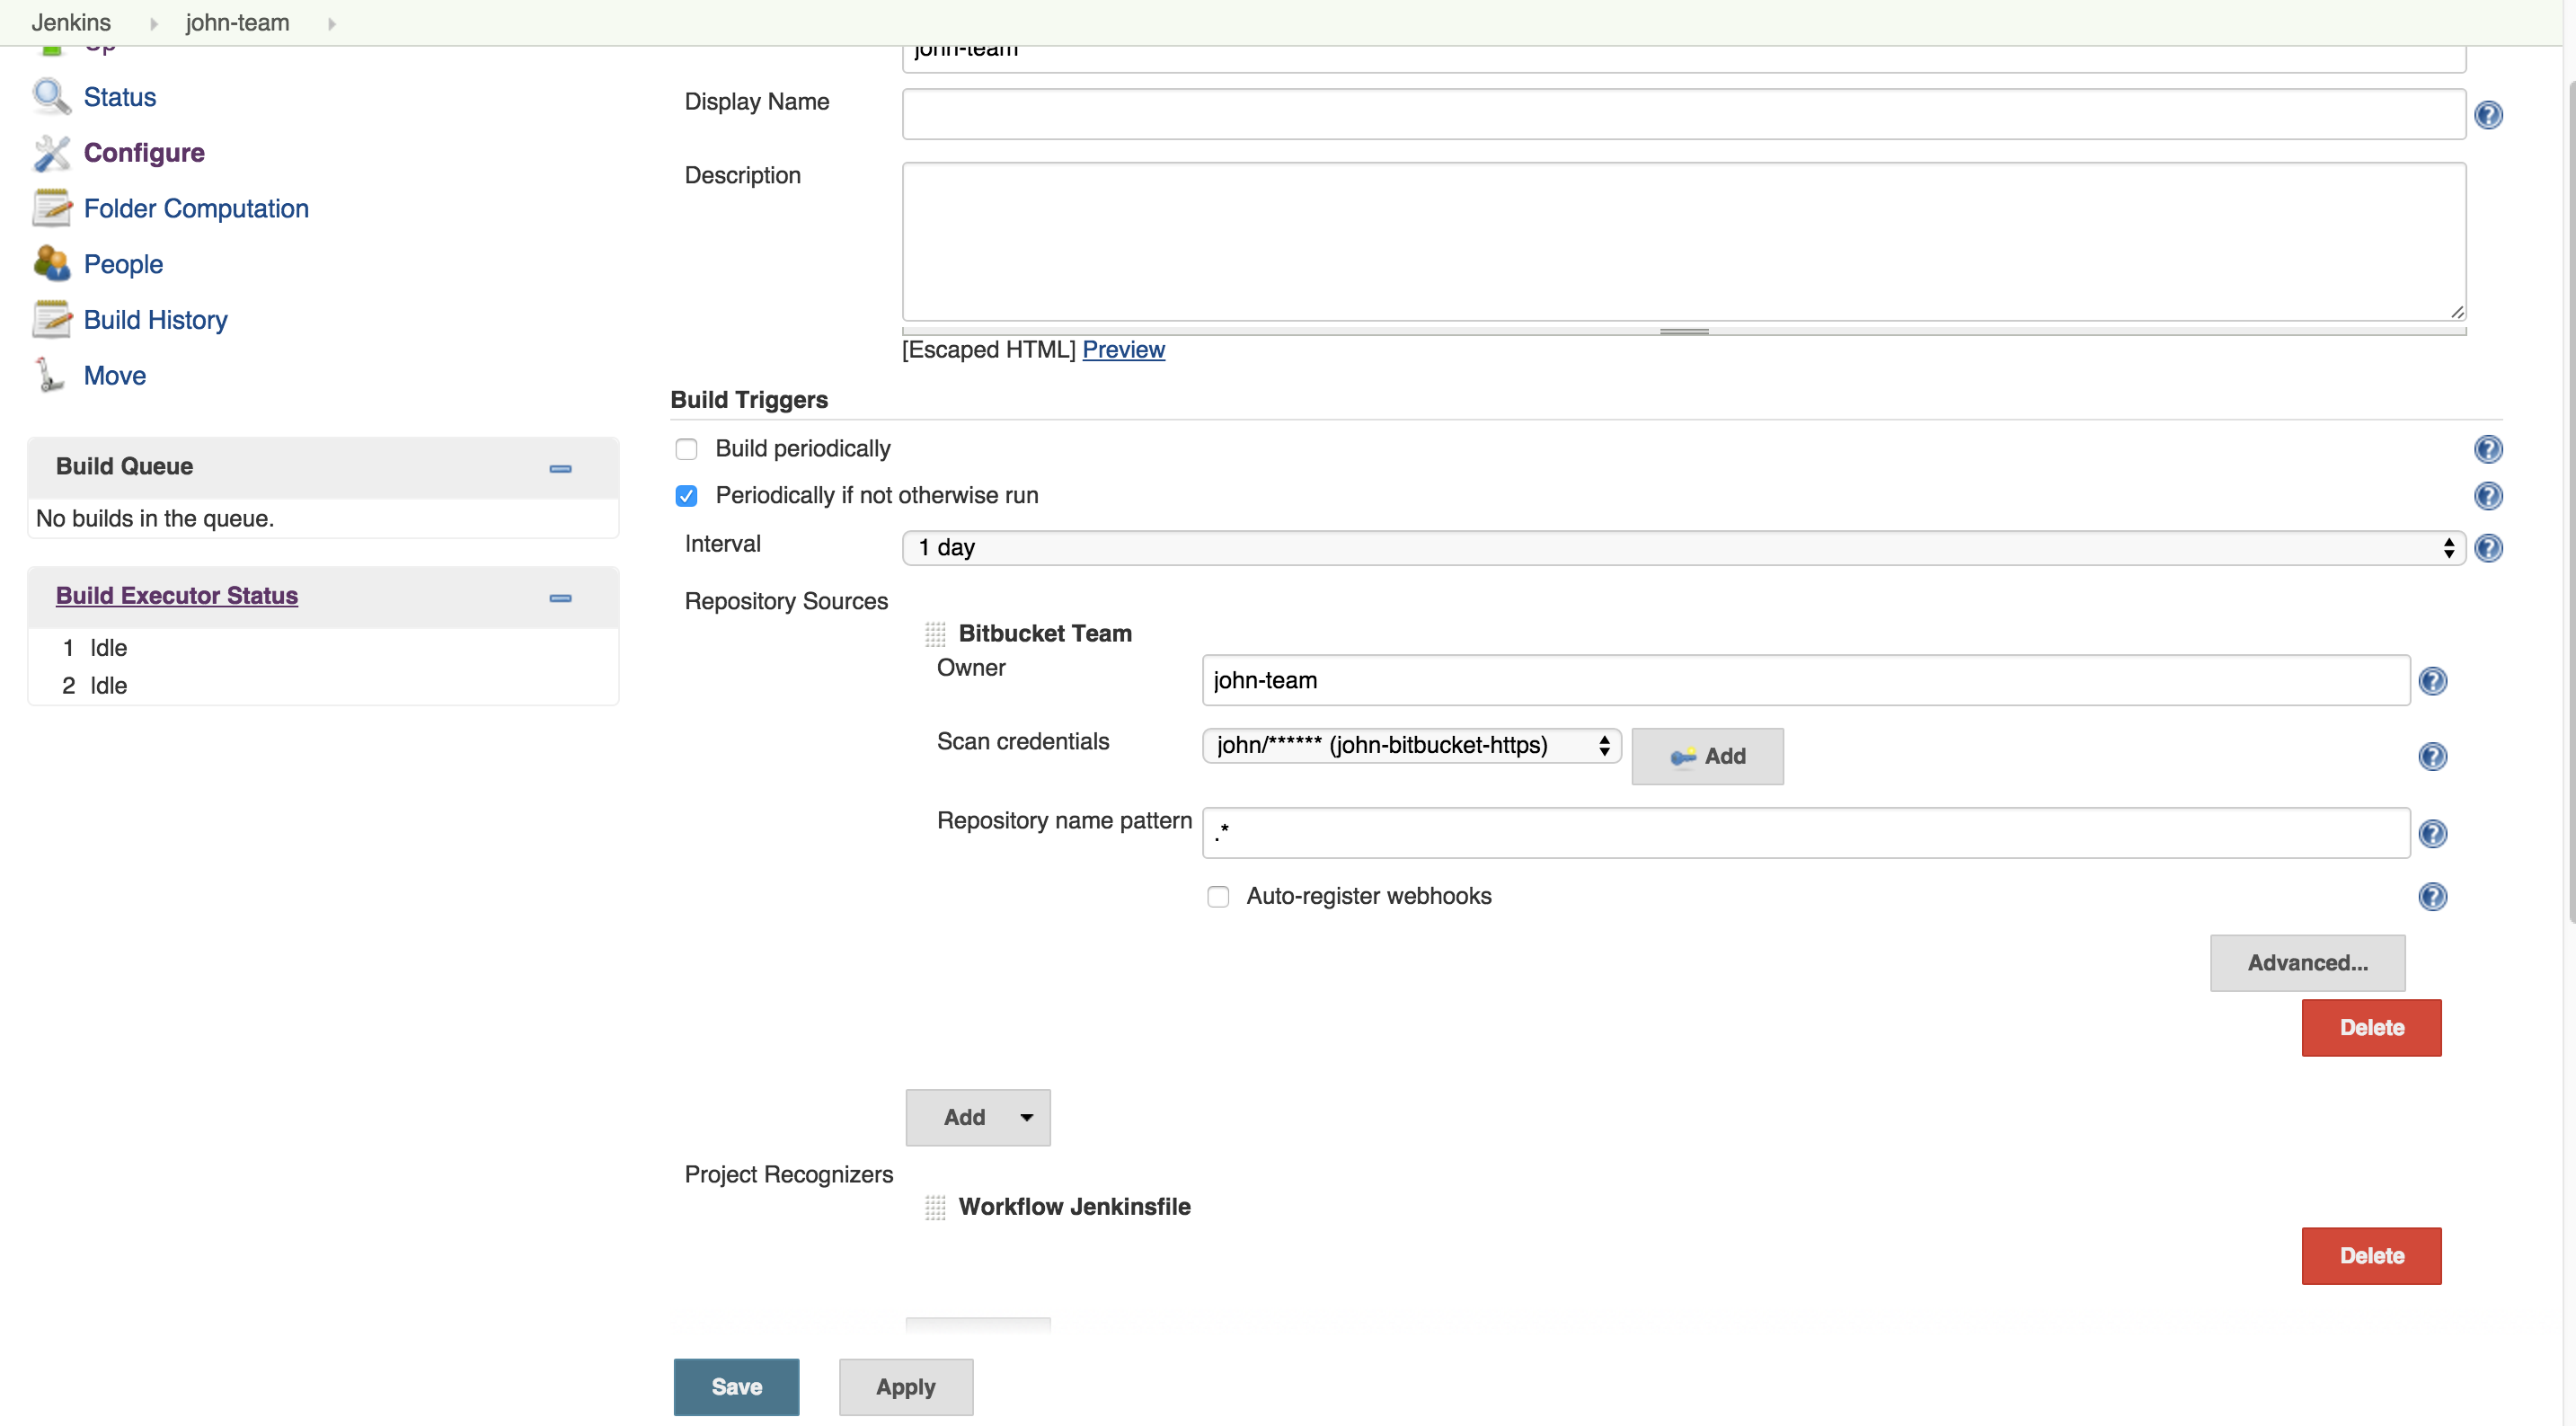 Jenkins
john-team
Up
Status
Configure
Folder Computation
People
Build History
Move
Build Queue
No builds in the queue.
Build Executor Status
1 Idle
2 Idle
john-team
Display Name
Description
[Escaped HTML] Preview
Build Triggers
Build periodically
Periodically if not otherwise run
Interval
1 day
Repository Sources
Bitbucket Team
Owner
john-team
Scan credentials
john/****** (john-bitbucket-https)
Add
Repository name pattern
.*
Auto-register webhooks
Advanced...
Delete
Add
Project Recognizers
Workflow Jenkinsfile
Delete
Save
Apply